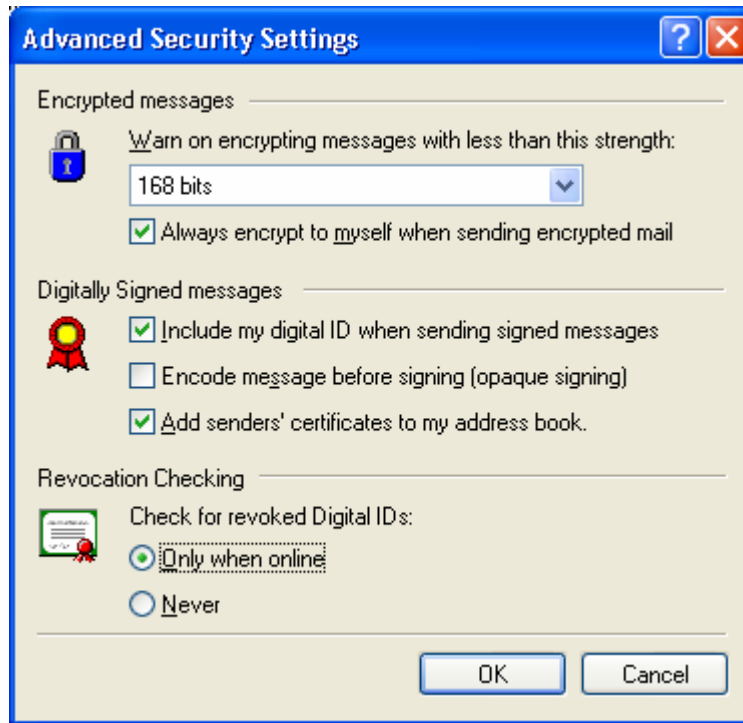 Advanced Security Settings
Encrypted messages
Warn on encrypting messages with less than this strength:
168 bits
Always encrypt to myself when sending encrypted mail
Digitally Signed messages
Include my digital ID when sending signed messages
Encode message before signing (opaque signing)
Add senders' certificates to my address book.
Revocation Checking
Check for revoked Digital IDs:
Only when online
Never
OK Cancel